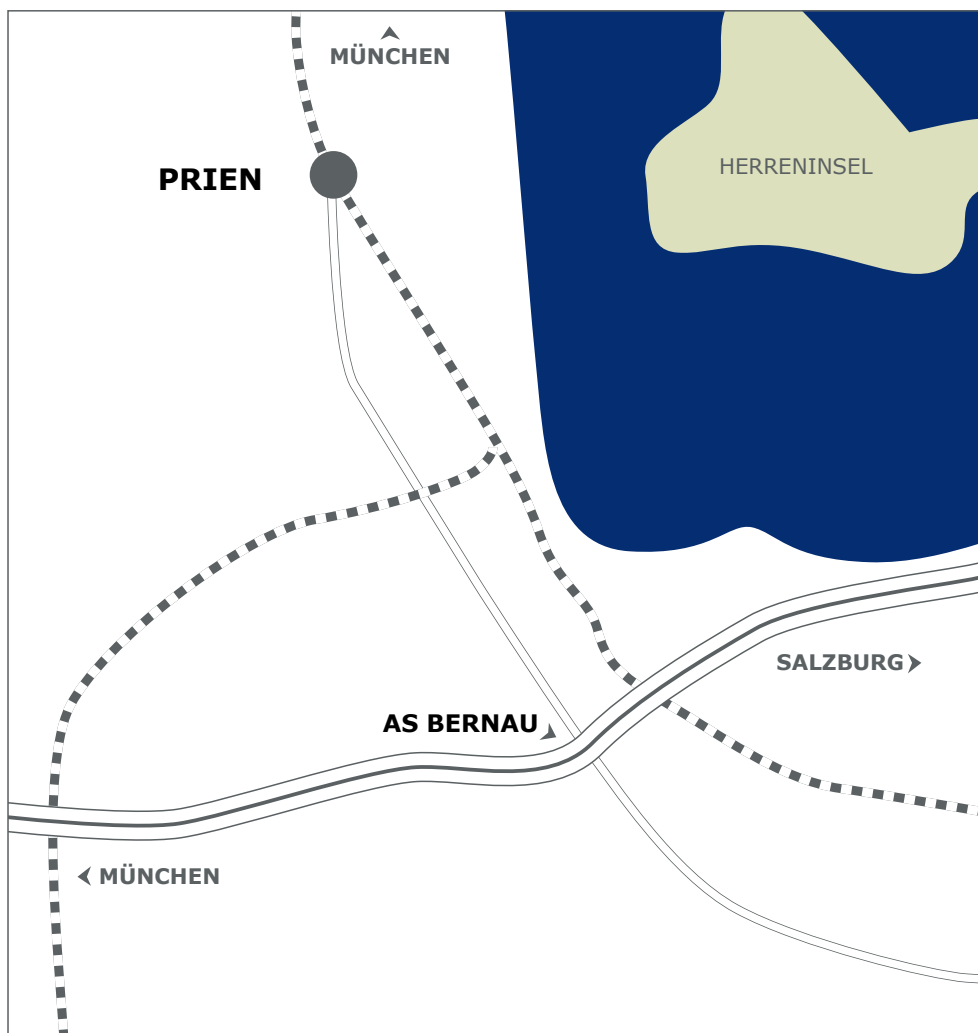 MÜNCHEN
PRIEN
HERRENINSEL
SALZBURG
AS BERNAU
MÜNCHEN